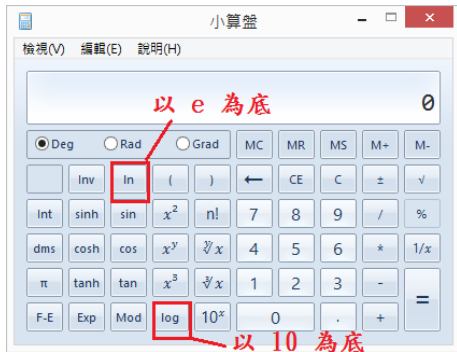 小算盤
檢視(V) 編輯(E) 說明(H)
以 e 為底
0
Deg Rad Grad MC MR MS M+ M-
Inv ln ( ) ← CE C ± √
Int sinh sin x² n! 7 8 9 / %
dms cosh cos xʸ ʸ√x 4 5 6 * 1/x
π tanh tan x³ ³√x 1 2 3 - =
F-E Exp Mod log 10ˣ 0 . +
以 10 為底